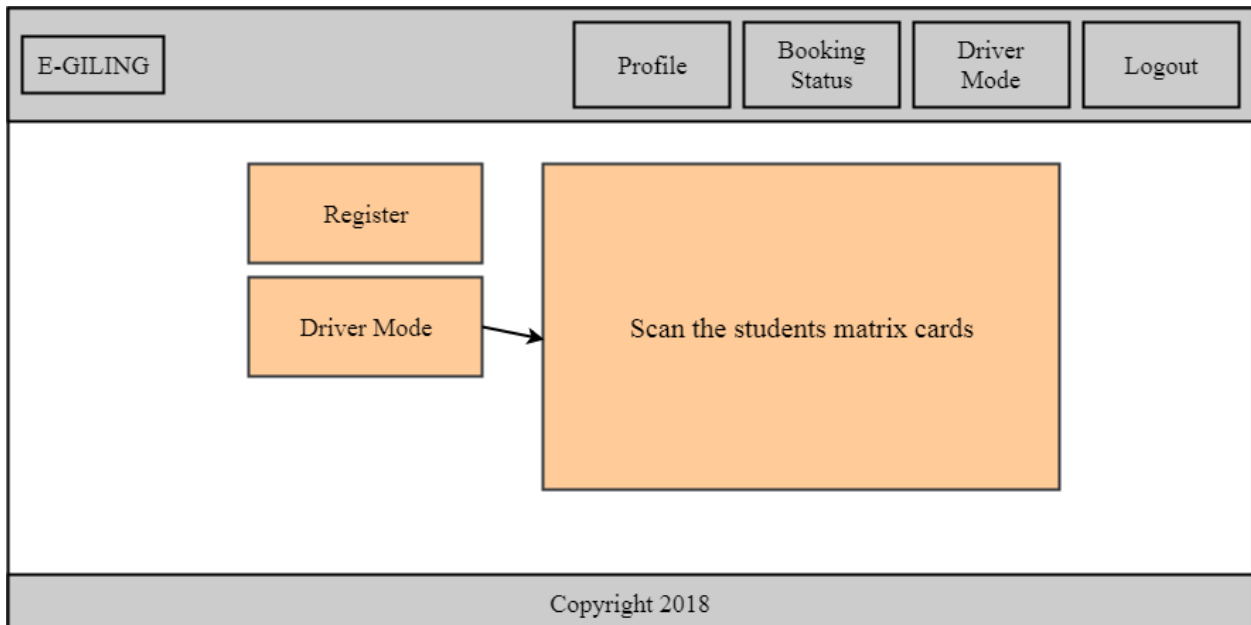 E-GILING
Profile
Booking
Status
Driver
Mode
Logout
Register
Driver Mode
Scan the students matrix cards
Copyright 2018